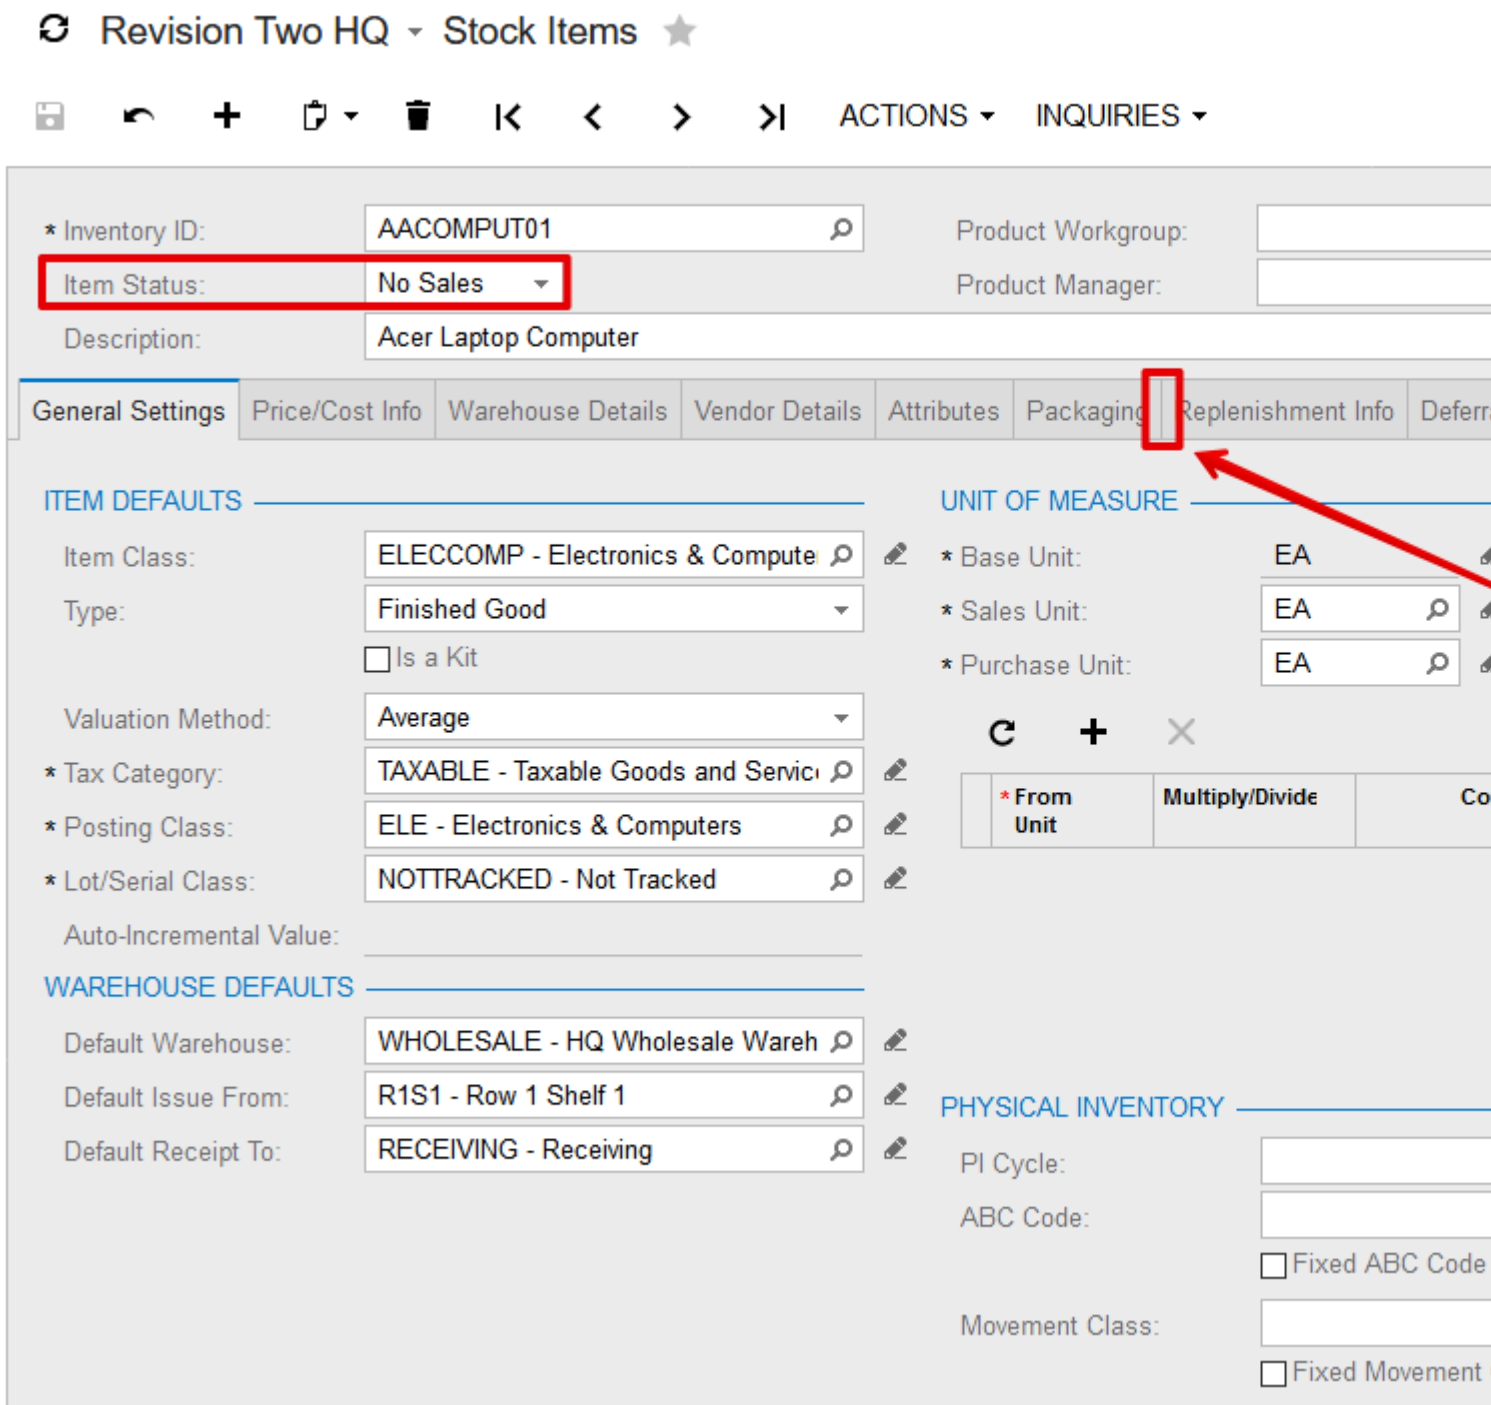 Revision Two HQ Stock Items
ACTIONS INQUIRIES
* Inventory ID: AACOMPUT01 Product Workgroup:
Item Status: No Sales Product Manager:
Description: Acer Laptop Computer
General Settings Price/Cost Info Warehouse Details Vendor Details Attributes Packaging Replenishment Info Deferr
ITEM DEFAULTS UNIT OF MEASURE
Item Class: ELECCOMP - Electronics & Compute * Base Unit: EA
Type: Finished Good * Sales Unit: EA
Is a Kit * Purchase Unit: EA
Valuation Method: Average
* Tax Category: TAXABLE - Taxable Goods and Servic
* From Unit Multiply/Divide Co
* Posting Class: ELE - Electronics & Computers
* Lot/Serial Class: NOTTRACKED - Not Tracked
Auto-Incremental Value:
WAREHOUSE DEFAULTS
Default Warehouse: WHOLESALE - HQ Wholesale Wareh
Default Issue From: R1S1 - Row 1 Shelf 1
PHYSICAL INVENTORY
Default Receipt To: RECEIVING - Receiving
PI Cycle:
ABC Code:
Fixed ABC Code
Movement Class:
Fixed Movement